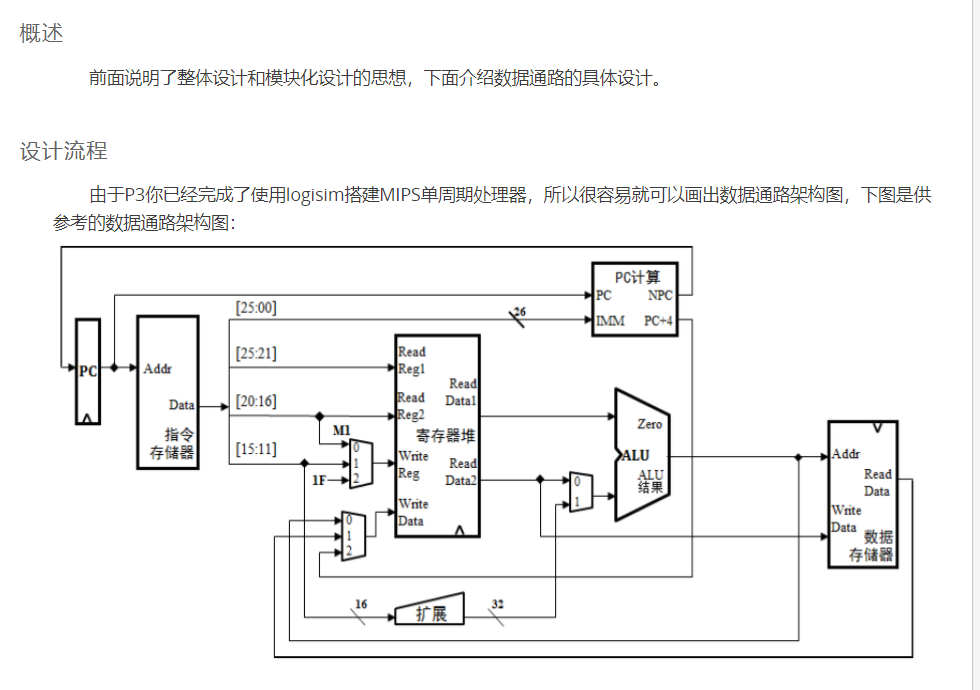 概述
前面说明了整体设计和模块化设计的思想，下面介绍数据通路的具体设计。
设计流程
由于P3你已经完成了使用logisim搭建MIPS单周期处理器，所以很容易就可以画出数据通路架构图，下图是供
参考的数据通路架构图：
PC计算
PC NPC
IMM PC+4
[25:00]
26
[25:21]
[20:16]
[15:11]
PC
Addr
Data
指令
存储器
M1
0
1
2
1F
Read
Reg1
Read
Reg2
Read
Data1
寄存器堆
Write
Reg
Read
Data2
Write
Data
0
1
2
0
1
Zero
ALU
ALU
结果
Addr
Read
Data
Write
Data
数据
存储器
16
扩展
32